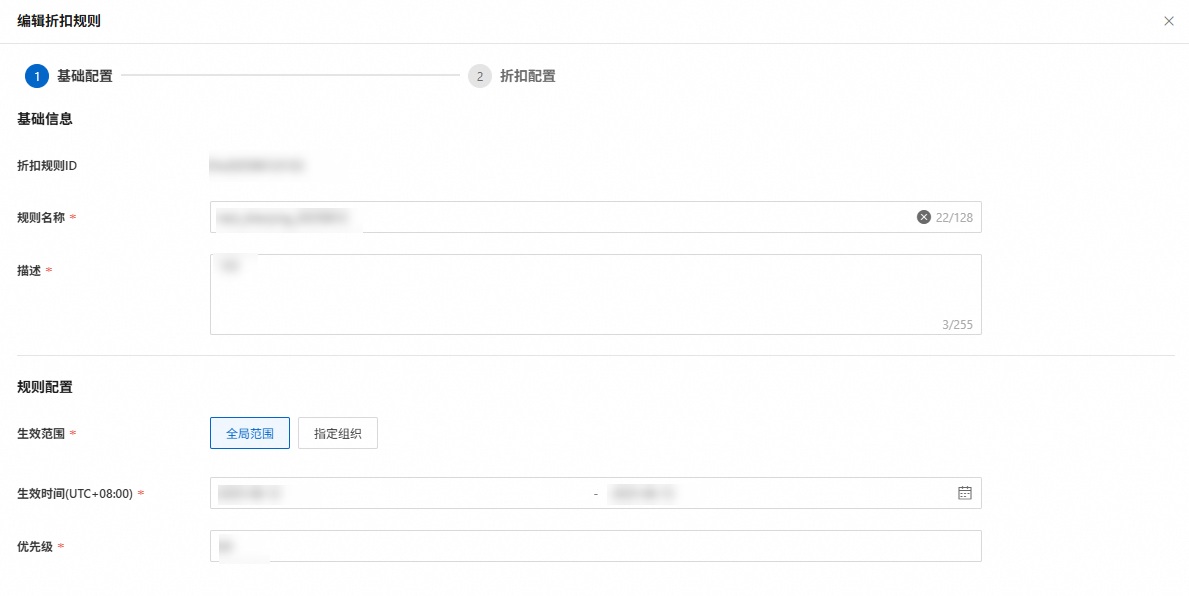 编辑折扣规则
1 基础配置 2 折扣配置
基础信息
折扣规则ID
规则名称 * 22/128
描述 *
3/255
规则配置
生效范围 * 全局范围 指定组织
生效时间(UTC+08:00) * -
优先级 *